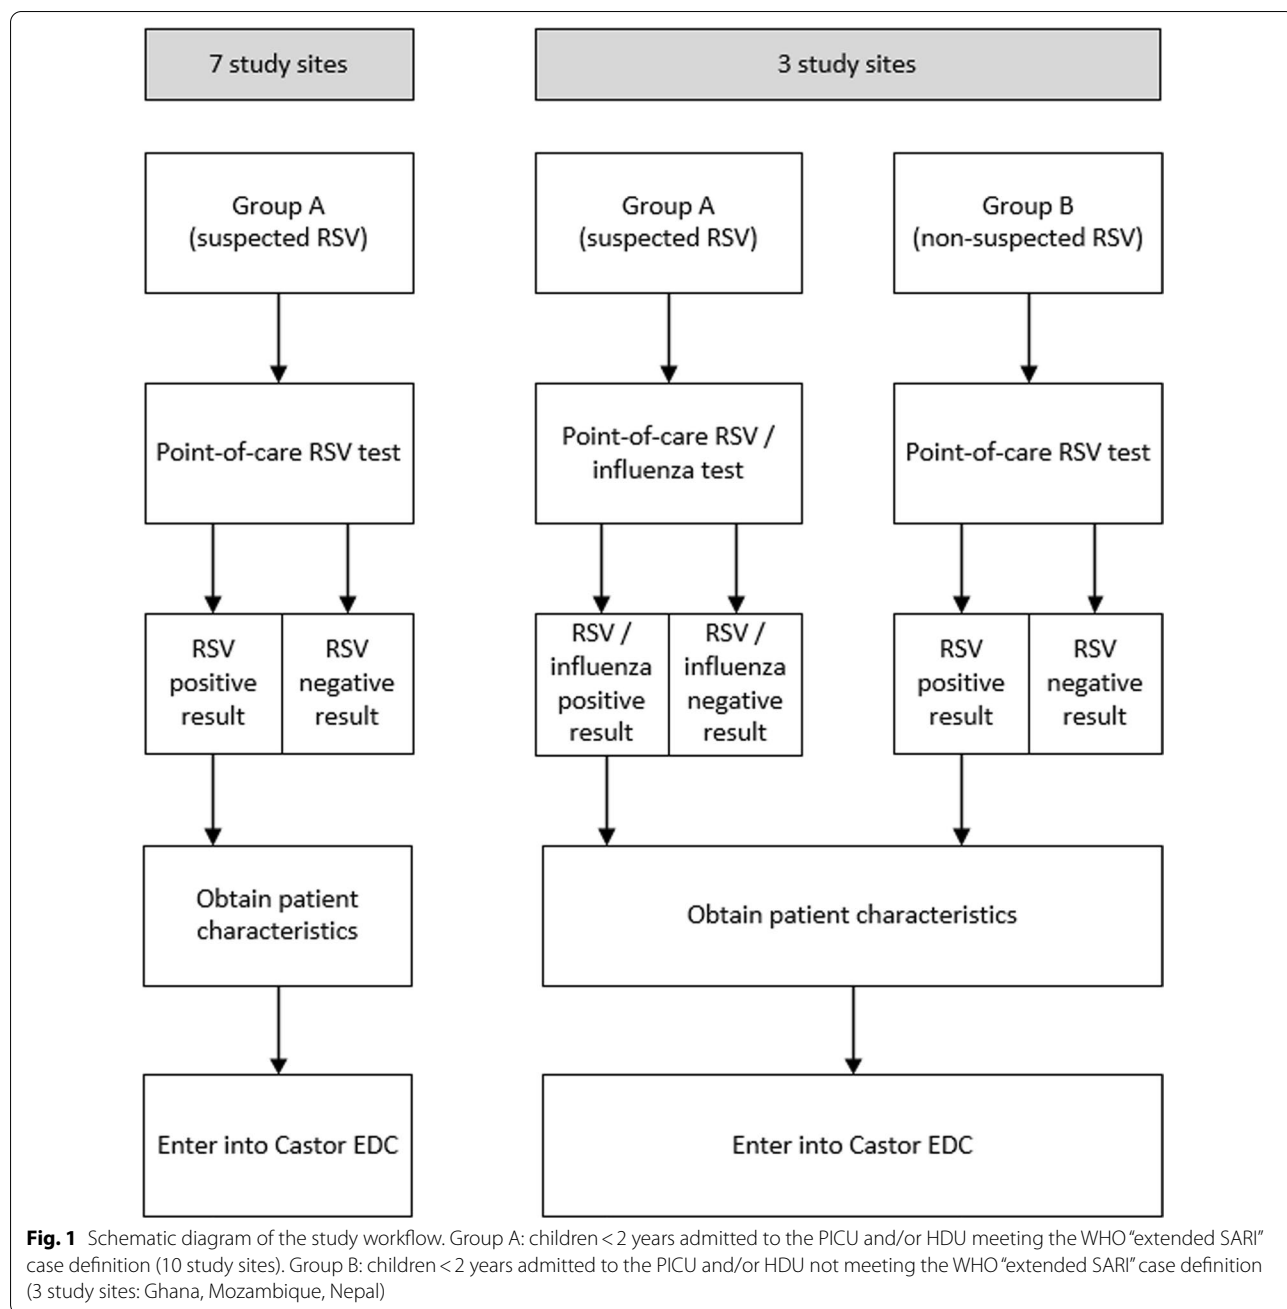 7 study sites
3 study sites
Group A
(suspected RSV)
Group A
(suspected RSV)
Group B
(non-suspected RSV)
Point-of-care RSV test
Point-of-care RSV /
influenza test
Point-of-care RSV test
RSV
positive
result
RSV
negative
result
RSV /
influenza
positive
result
RSV /
influenza
negative
result
RSV
positive
result
RSV
negative
result
Obtain patient
characteristics
Obtain patient characteristics
Enter into Castor EDC
Enter into Castor EDC
Fig. 1 Schematic diagram of the study workflow. Group A: children < 2 years admitted to the PICU and/or HDU meeting the WHO “extended SARI”
case definition (10 study sites). Group B: children < 2 years admitted to the PICU and/or HDU not meeting the WHO “extended SARI” case definition
(3 study sites: Ghana, Mozambique, Nepal)